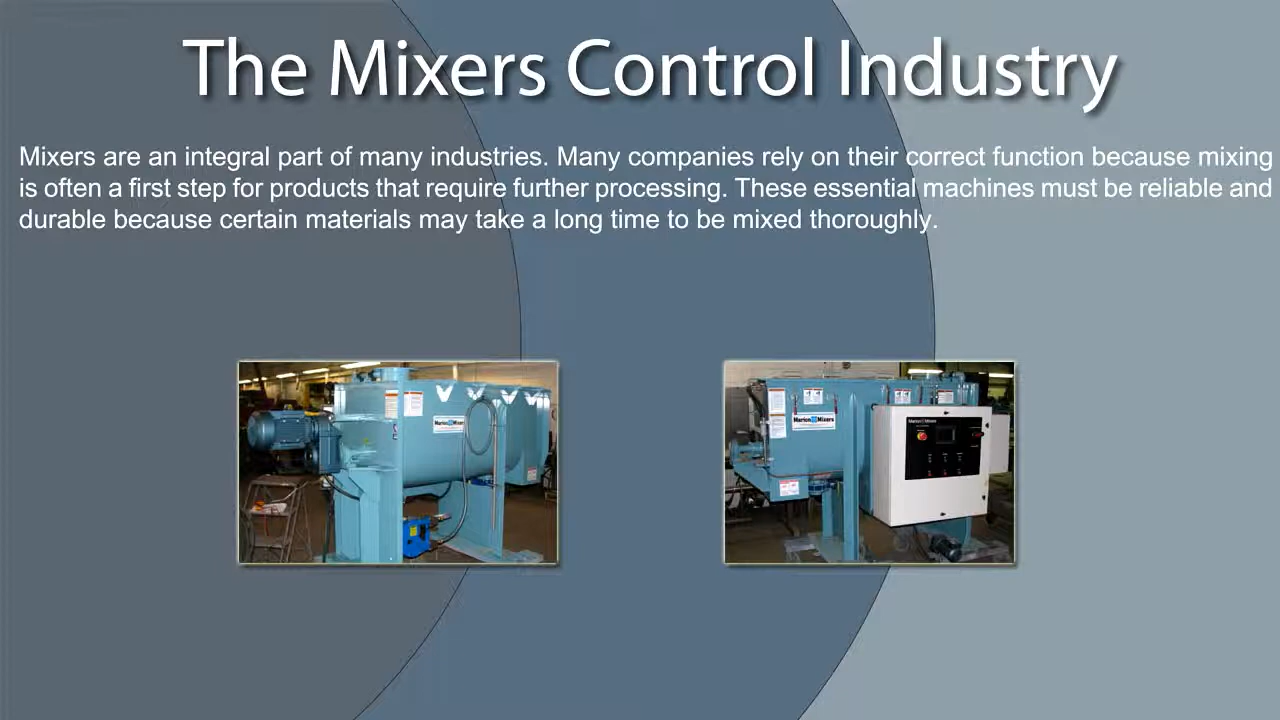 The Mixers Control Industry
Mixers are an integral part of many industries. Many companies rely on their correct function because mixing
is often a first step for products that require further processing. These essential machines must be reliable and
durable because certain materials may take a long time to be mixed thoroughly.
Marion Mixers
Marion Mixers
Marion Mixers